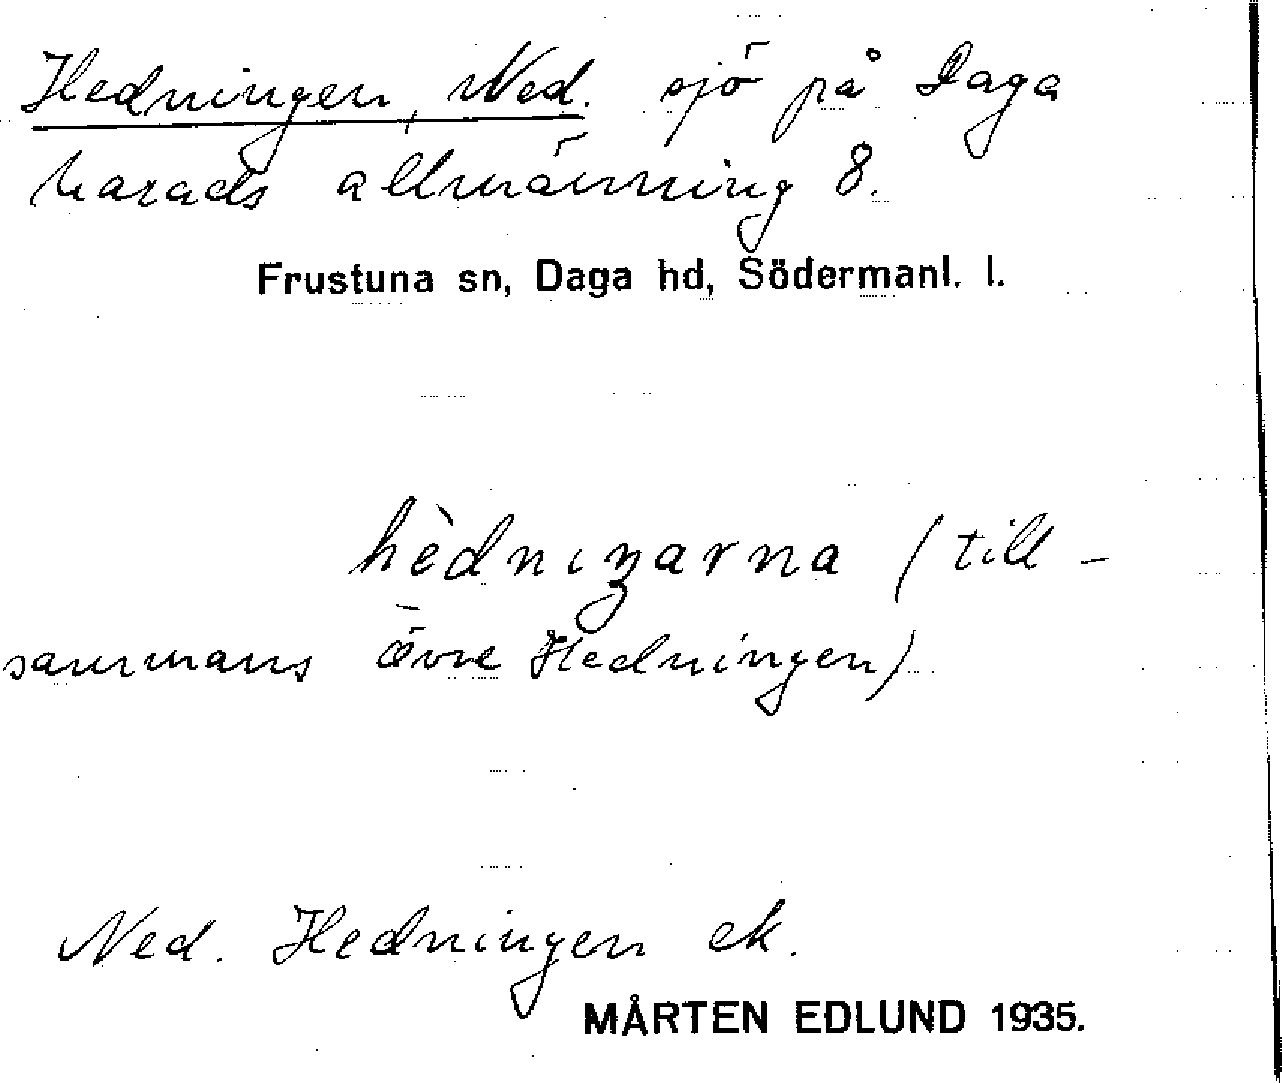 Hedningen, Ned. sjö på Daga
härads allmänning 8.
Frustuna sn, Daga hd, Södermanl. l.
hèdnıŋarna (till-
sammans Övre Hedningen)
Ned. Hedningen ek.
MÅRTEN EDLUND 1935.